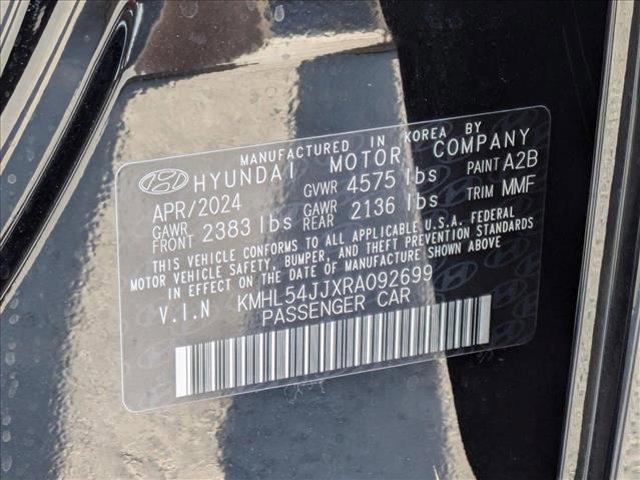 MANUFACTURED IN KOREA BY
HYUNDAI MOTOR COMPANY
APR/2024 GVWR 4575 lbs PAINT A2B
GAWR FRONT 2383 lbs GAWR REAR 2136 lbs TRIM MMF
THIS VEHICLE CONFORMS TO ALL APPLICABLE U.S.A. FEDERAL
MOTOR VEHICLE SAFETY, BUMPER, AND THEFT PREVENTION STANDARDS
IN EFFECT ON THE DATE OF MANUFACTURE SHOWN ABOVE
V.I.N KMHL54JJXRA092699
PASSENGER CAR